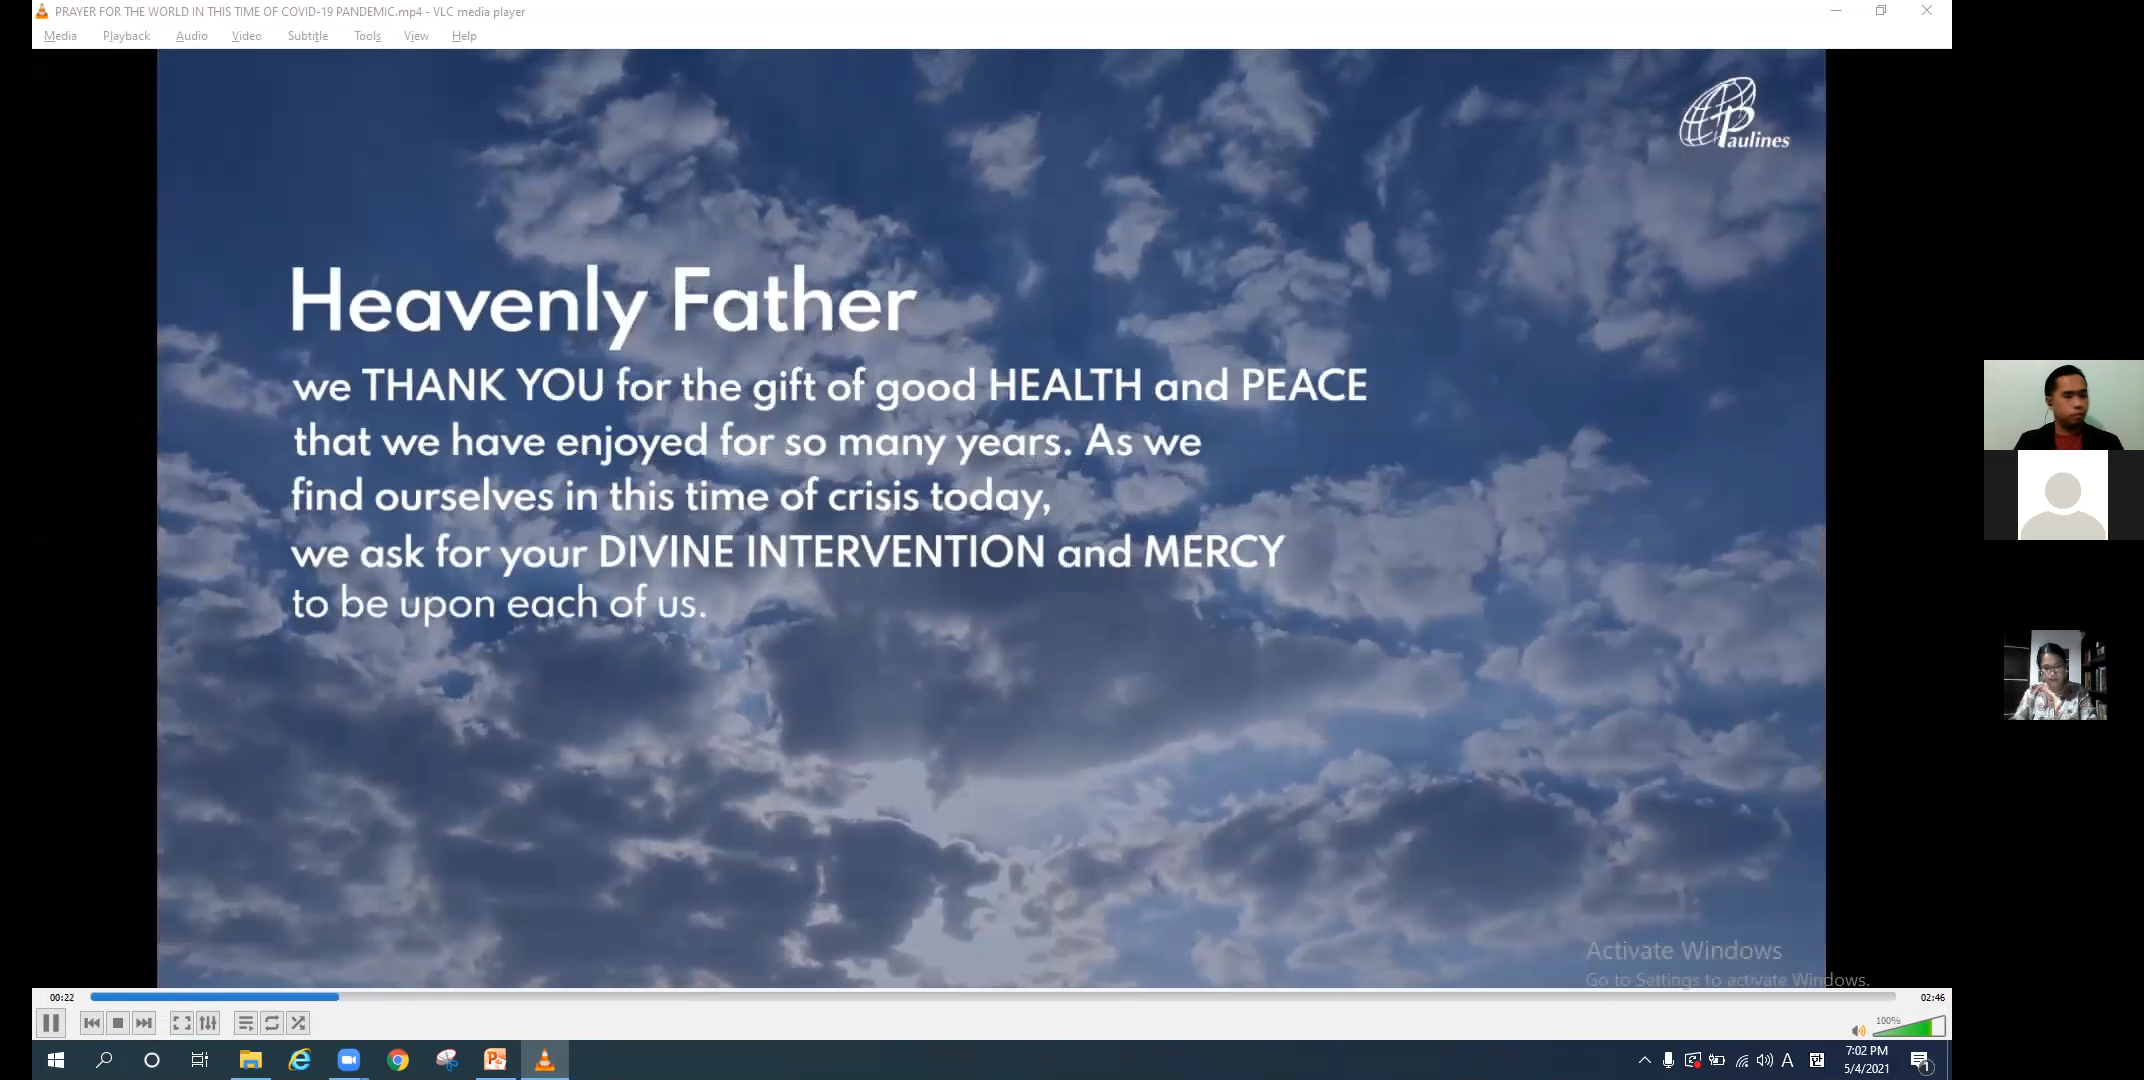 PRAYER FOR THE WORLD IN THIS TIME OF COVID-19 PANDEMIC.mp4 - VLC media player
Media Playback Audio Video Subtitle Tools View Help
Paulines
Heavenly Father
we THANK YOU for the gift of good HEALTH and PEACE
that we have enjoyed for so many years. As we
find ourselves in this time of crisis today,
we ask for your DIVINE INTERVENTION and MERCY
to be upon each of us.
Activate Windows
Go to Settings to activate Windows.
00:22
02:46
100%
A
7:02 PM
5/4/2021
1